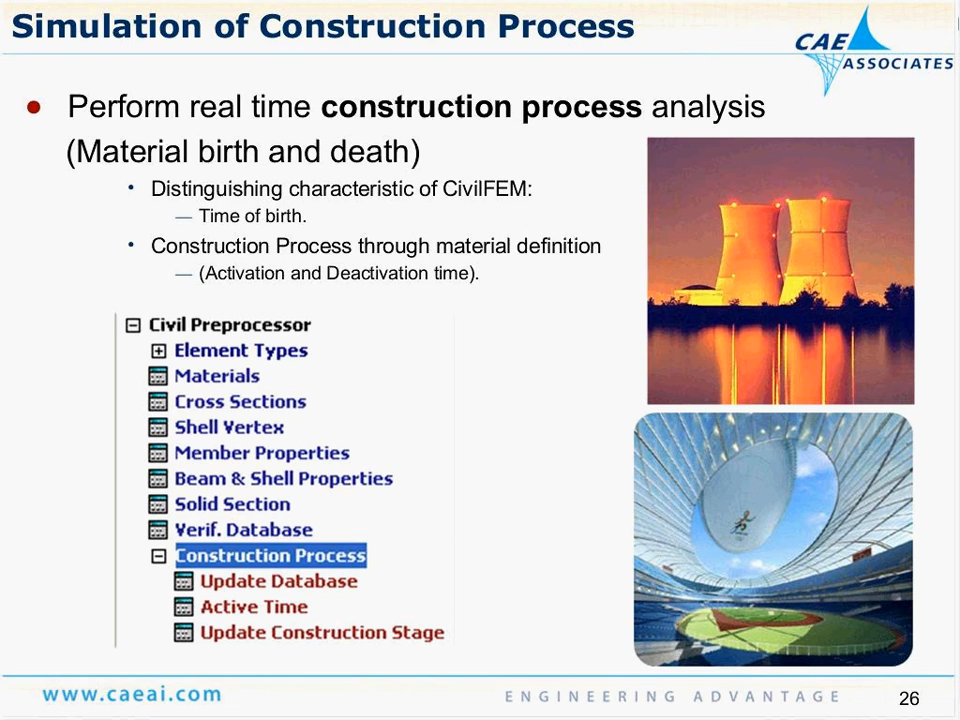 Simulation of Construction Process
CAE
ASSOCIATES
• Perform real time construction process analysis
(Material birth and death)
• Distinguishing characteristic of CivilFEM:
— Time of birth.
• Construction Process through material definition
— (Activation and Deactivation time).
Civil Preprocessor
Element Types
Materials
Cross Sections
Shell Vertex
Member Properties
Beam & Shell Properties
Solid Section
Verif. Database
Construction Process
Update Database
Active Time
Update Construction Stage
www.caeai.com
ENGINEERING ADVANTAGE
26